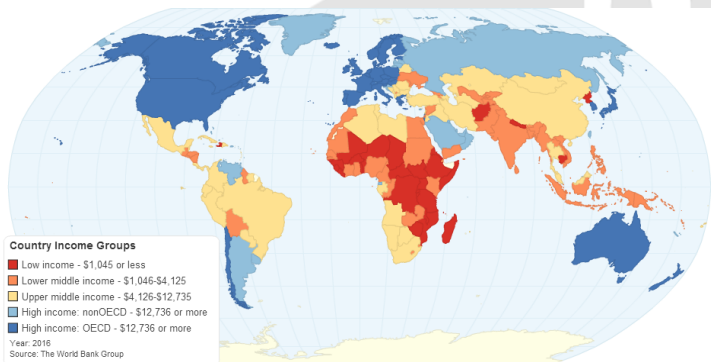 Country Income Groups
Low income - $1,045 or less
Lower middle income - $1,046-$4,125
Upper middle income - $4,126-$12,735
High income: nonOECD - $12,736 or more
High income: OECD - $12,736 or more
Year: 2016
Source: The World Bank Group